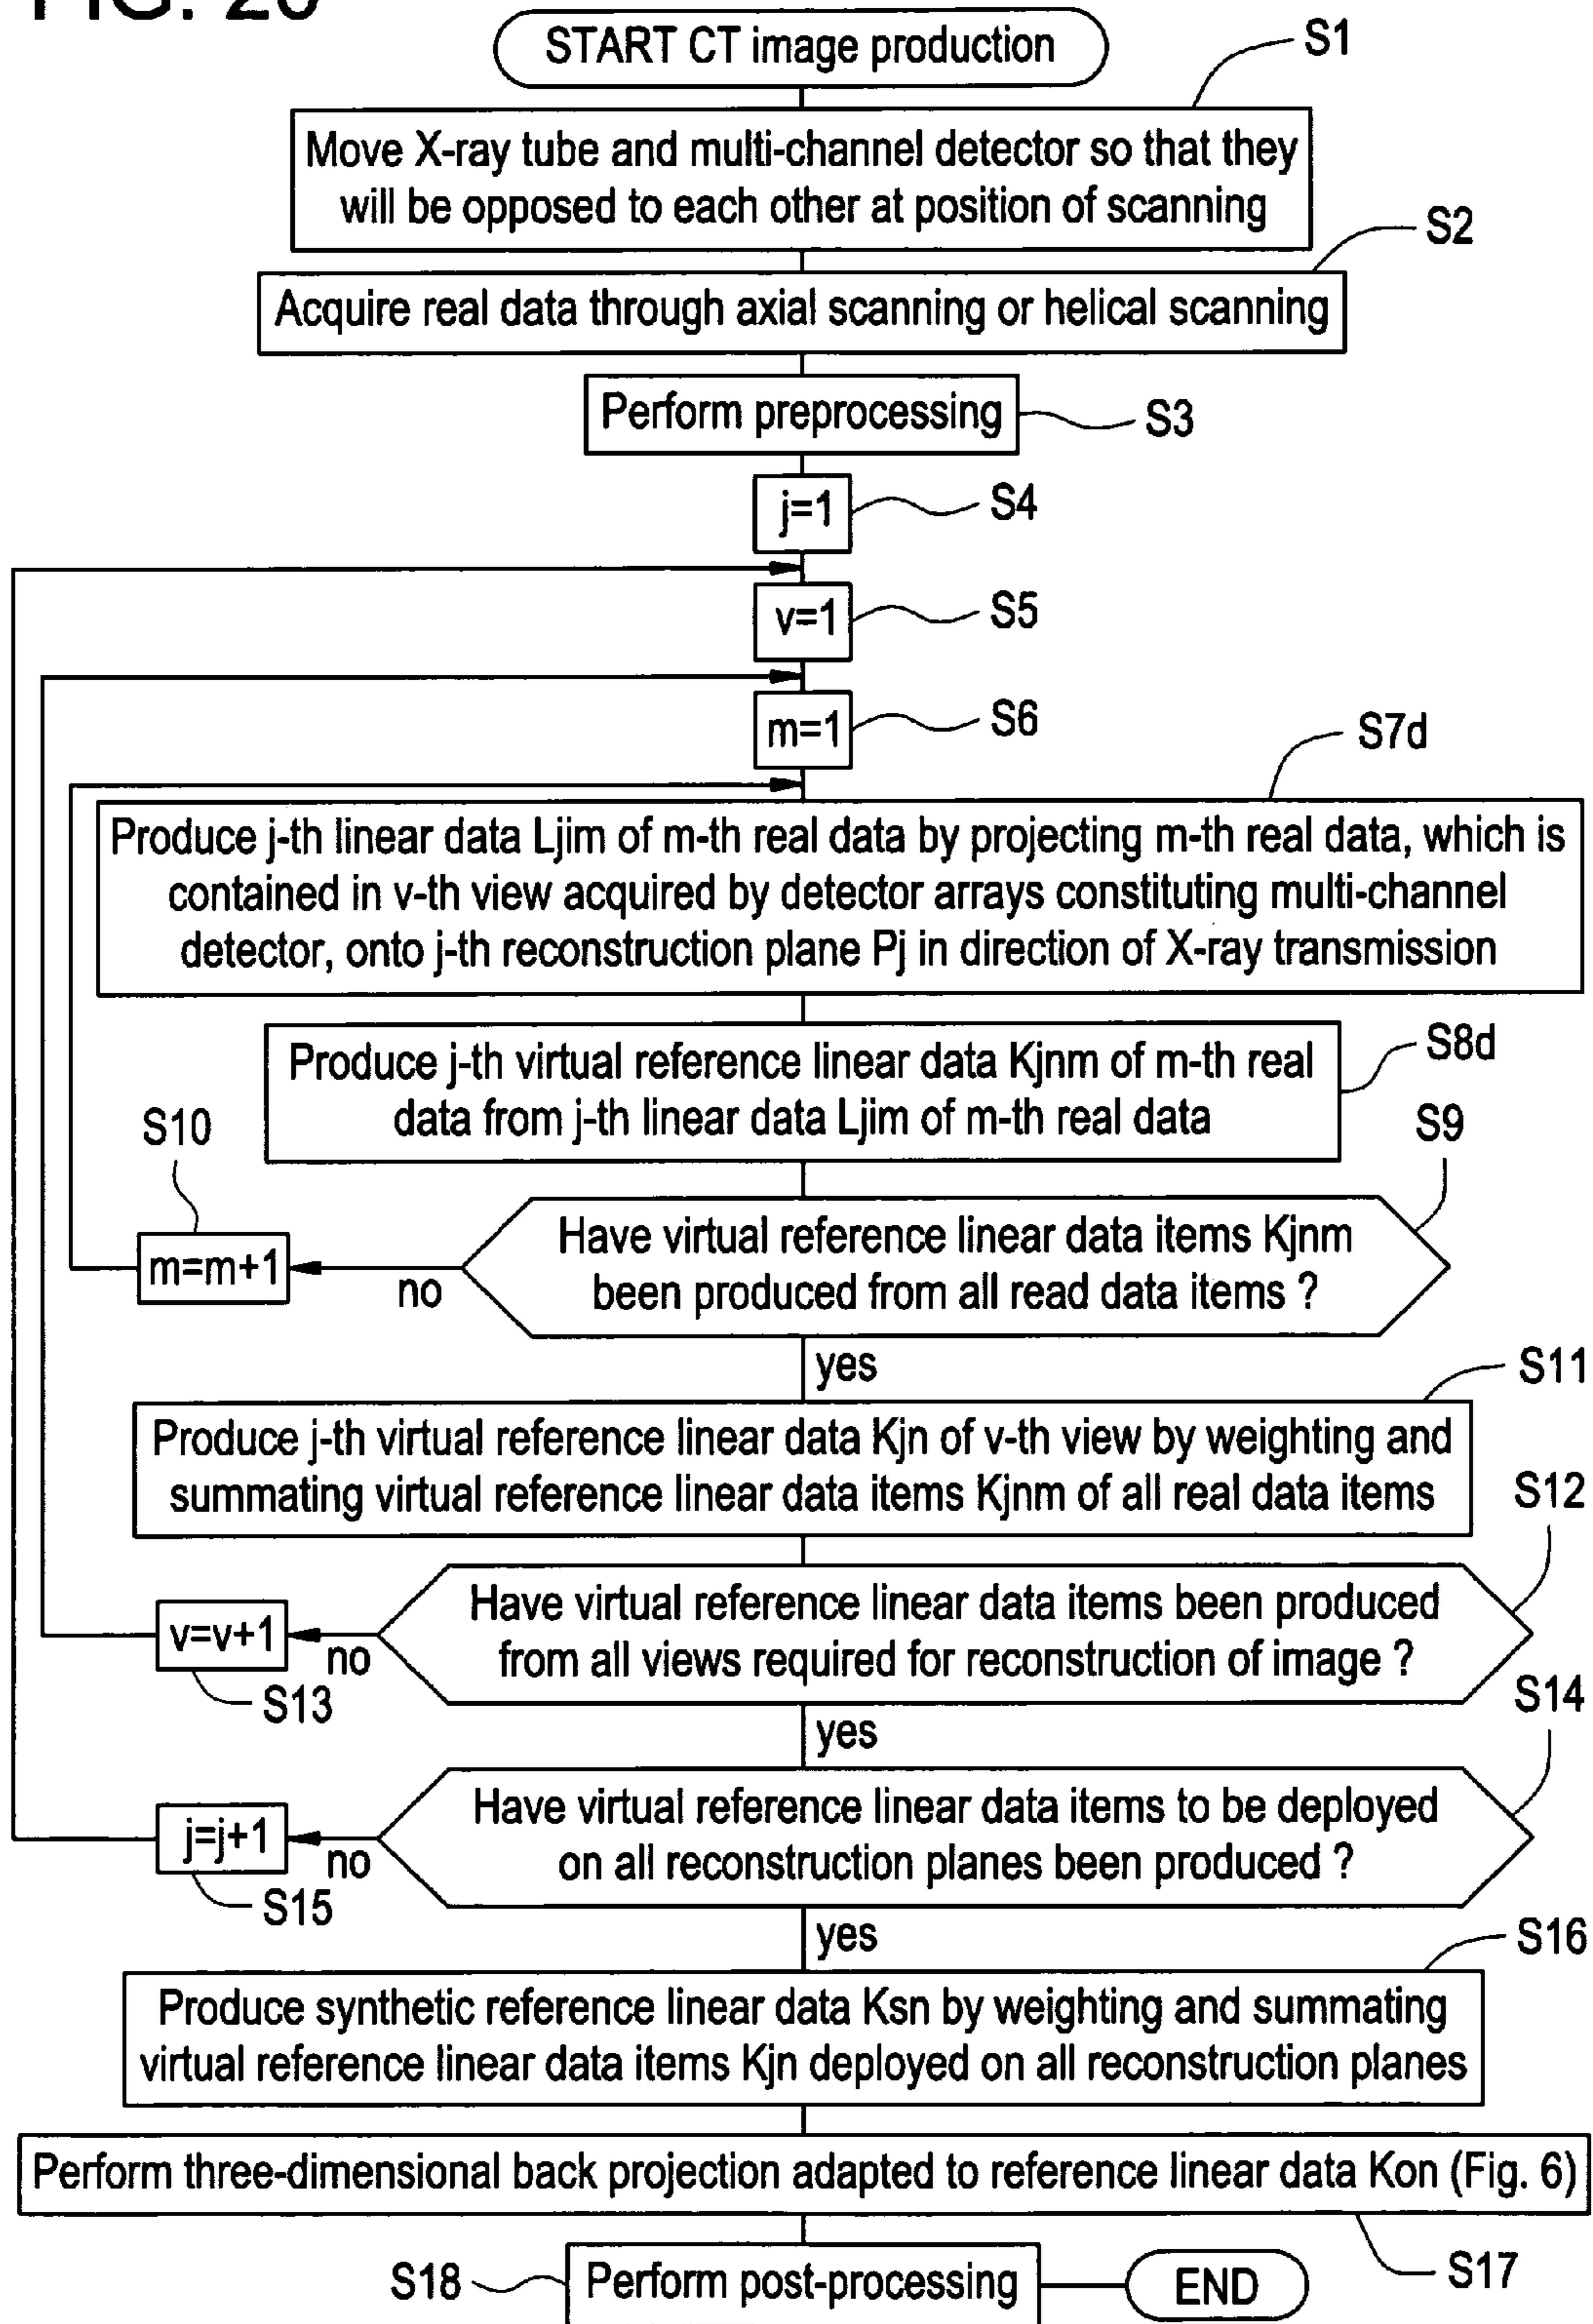 START CT image production
S1
Move X-ray tube and multi-channel detector so that they
will be opposed to each other at position of scanning
S2
Acquire real data through axial scanning or helical scanning
Perform preprocessing
S3
j=1
S4
v=1
S5
m=1
S6
S7d
Produce j-th linear data Ljim of m-th real data by projecting m-th real data, which is
contained in v-th view acquired by detector arrays constituting multi-channel
detector, onto j-th reconstruction plane Pj in direction of X-ray transmission
S8d
Produce j-th virtual reference linear data Kjnm of m-th real
data from j-th linear data Ljim of m-th real data
S9
S10
Have virtual reference linear data items Kjnm
been produced from all read data items ?
m=m+1
no
yes
S11
Produce j-th virtual reference linear data Kjn of v-th view by weighting and
summating virtual reference linear data items Kjnm of all real data items
S12
Have virtual reference linear data items been produced
from all views required for reconstruction of image ?
v=v+1
no
S13
yes
S14
Have virtual reference linear data items to be deployed
on all reconstruction planes been produced ?
j=j+1
no
S15
yes
S16
Produce synthetic reference linear data Ksn by weighting and summating
virtual reference linear data items Kjn deployed on all reconstruction planes
Perform three-dimensional back projection adapted to reference linear data Kon (Fig. 6)
S17
S18
Perform post-processing
END